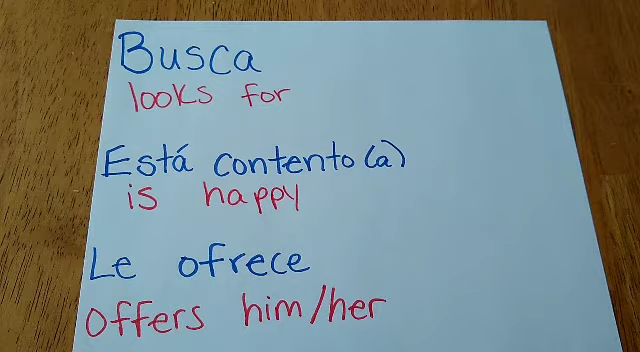 Busca
looks for
Está contento(a)
is happy
Le ofrece
Offers him/her